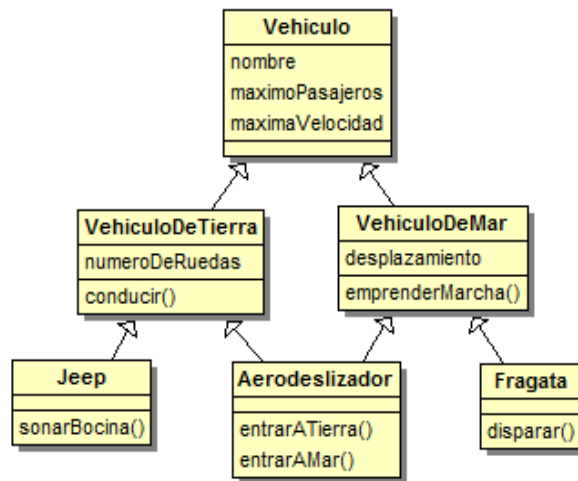 Vehiculo
nombre
maximoPasajeros
maximaVelocidad
VehiculoDeTierra
numeroDeRuedas
conducir()
VehiculoDeMar
desplazamiento
emprenderMarcha()
Jeep
sonarBocina()
Aerodeslizador
entrarATierra()
entrarAMar()
Fragata
disparar()